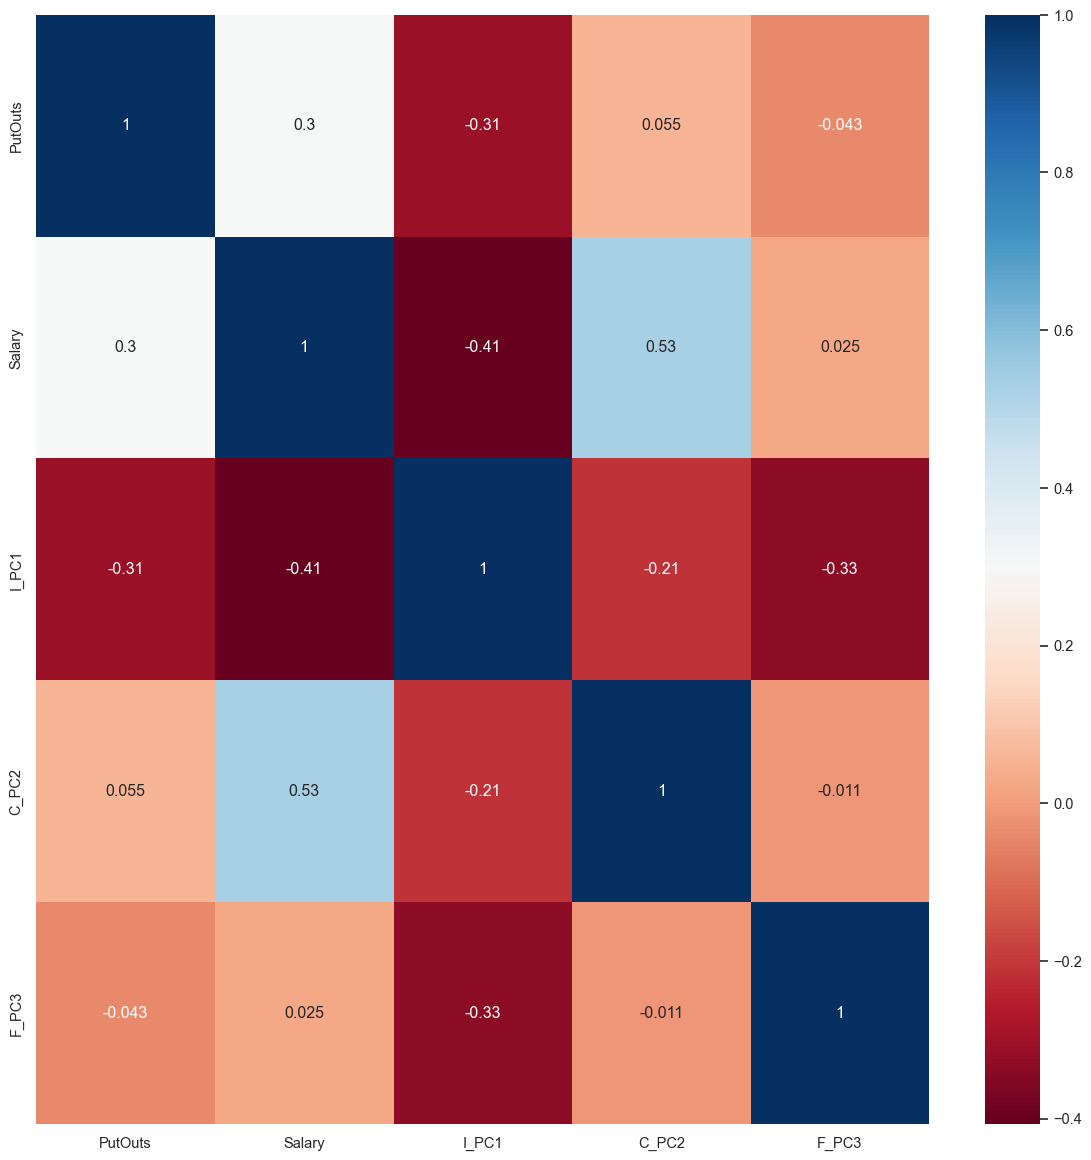 PutOuts 1 0.3 -0.31 0.055 -0.043
Salary 0.3 1 -0.41 0.53 0.025
I_PC1 -0.31 -0.41 1 -0.21 -0.33
C_PC2 0.055 0.53 -0.21 1 -0.011
F_PC3 -0.043 0.025 -0.33 -0.011 1
PutOuts Salary I_PC1 C_PC2 F_PC3
1.0
0.8
0.6
0.4
0.2
0.0
−0.2
−0.4